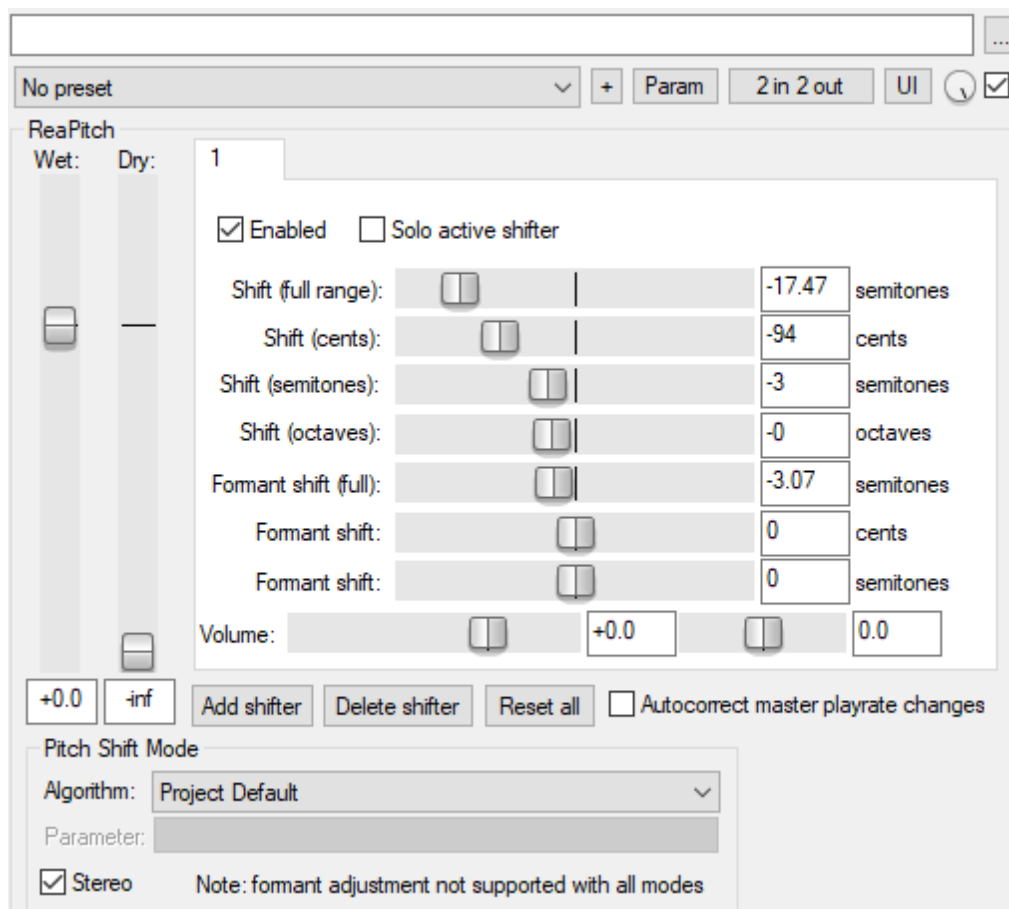 ...
No preset + Param 2 in 2 out UI
ReaPitch
Wet: Dry: 1
Enabled Solo active shifter
Shift (full range): -17.47 semitones
Shift (cents): -94 cents
Shift (semitones): -3 semitones
Shift (octaves): -0 octaves
Formant shift (full): -3.07 semitones
Formant shift: 0 cents
Formant shift: 0 semitones
Volume: +0.0 0.0
+0.0 -inf Add shifter Delete shifter Reset all Autocorrect master playrate changes
Pitch Shift Mode
Algorithm: Project Default
Parameter:
Stereo Note: formant adjustment not supported with all modes